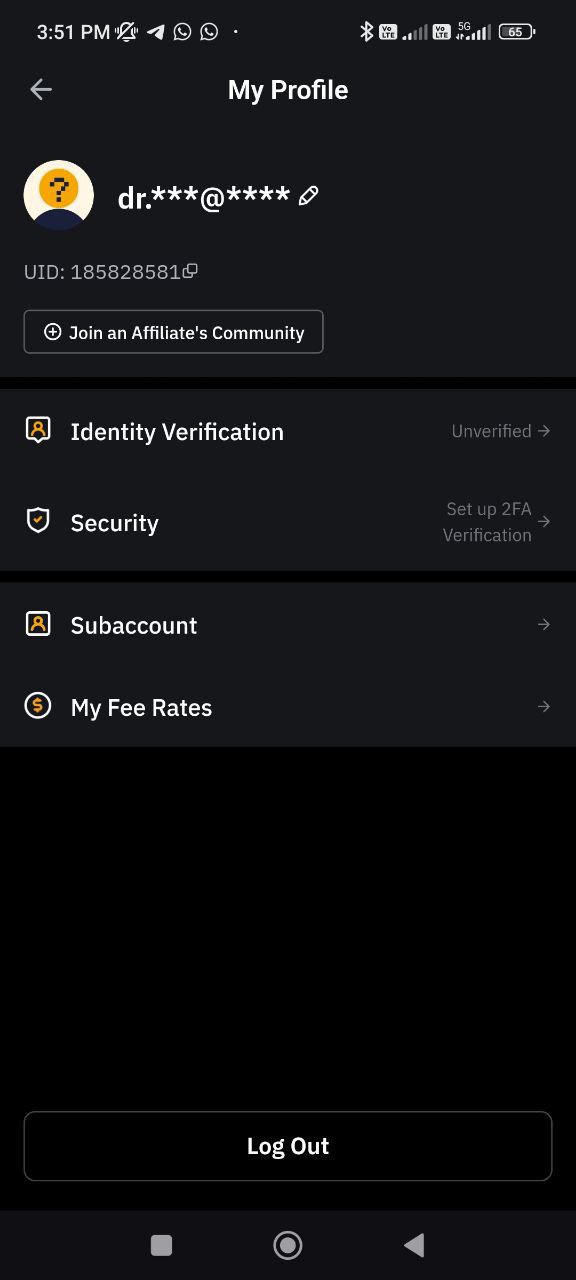 3:51 PM
Vo LTE Vo LTE 5G 65
My Profile
dr.***@****
UID: 185828581
Join an Affiliate's Community
Identity Verification
Unverified
Security
Set up 2FA
Verification
Subaccount
My Fee Rates
Log Out